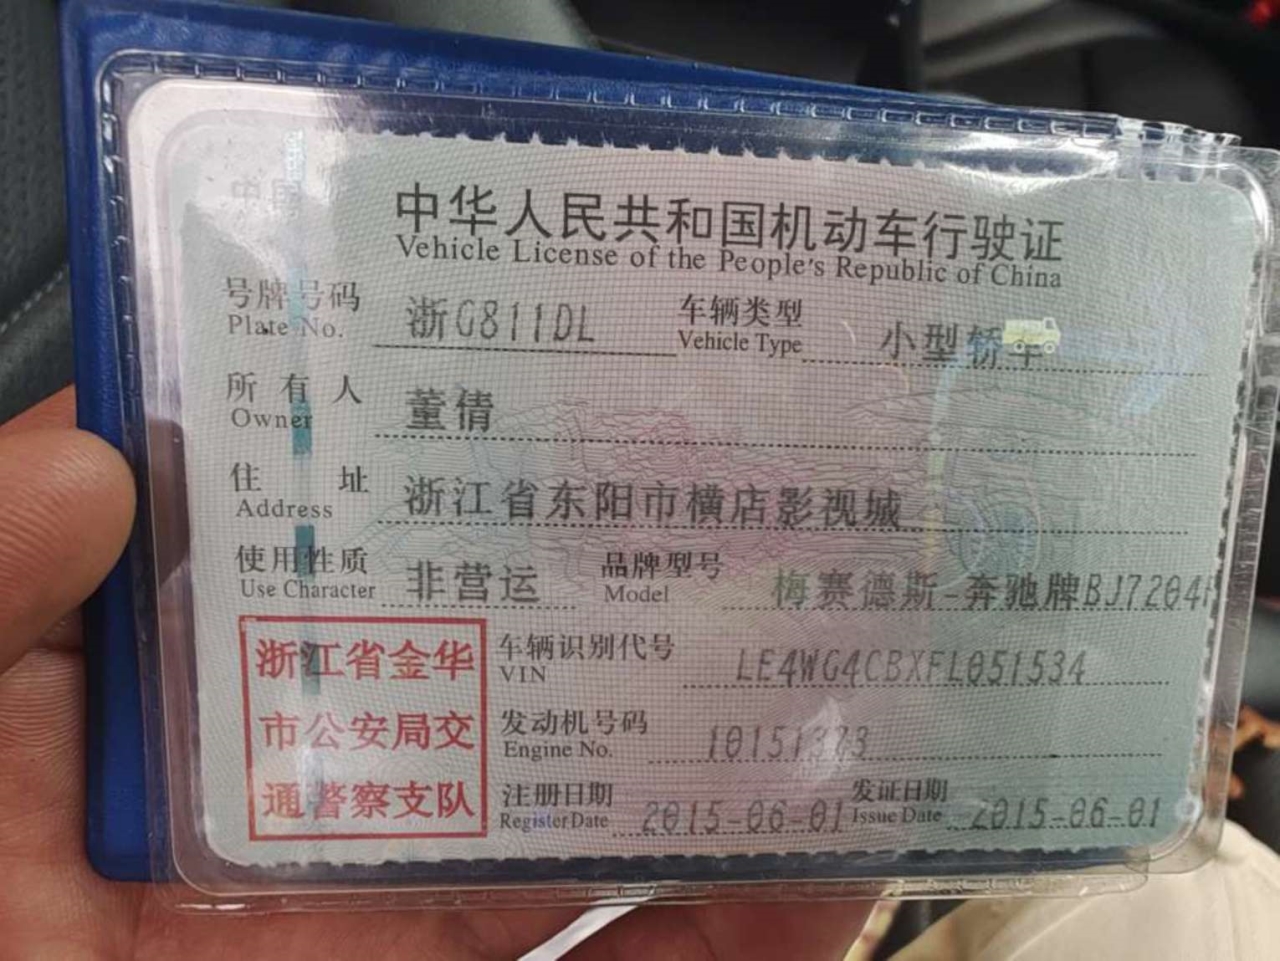 中华人民共和国机动车行驶证
Vehicle License of the People's Republic of China
号牌号码 浙G811DL 车辆类型 小型轿车
Plate No. Vehicle Type
所有人 董倩
Owner
住址 浙江省东阳市横店影视城
Address
使用性质 非营运 品牌型号 梅赛德斯-奔驰牌BJ7204
Use Character Model
浙江省金华
市公安局交
通警察支队
车辆识别代号 LE4WG4CBXFL051534
VIN
发动机号码
Engine No.
注册日期 2015-06-01 发证日期 2015-06-01
Register Date Issue Date